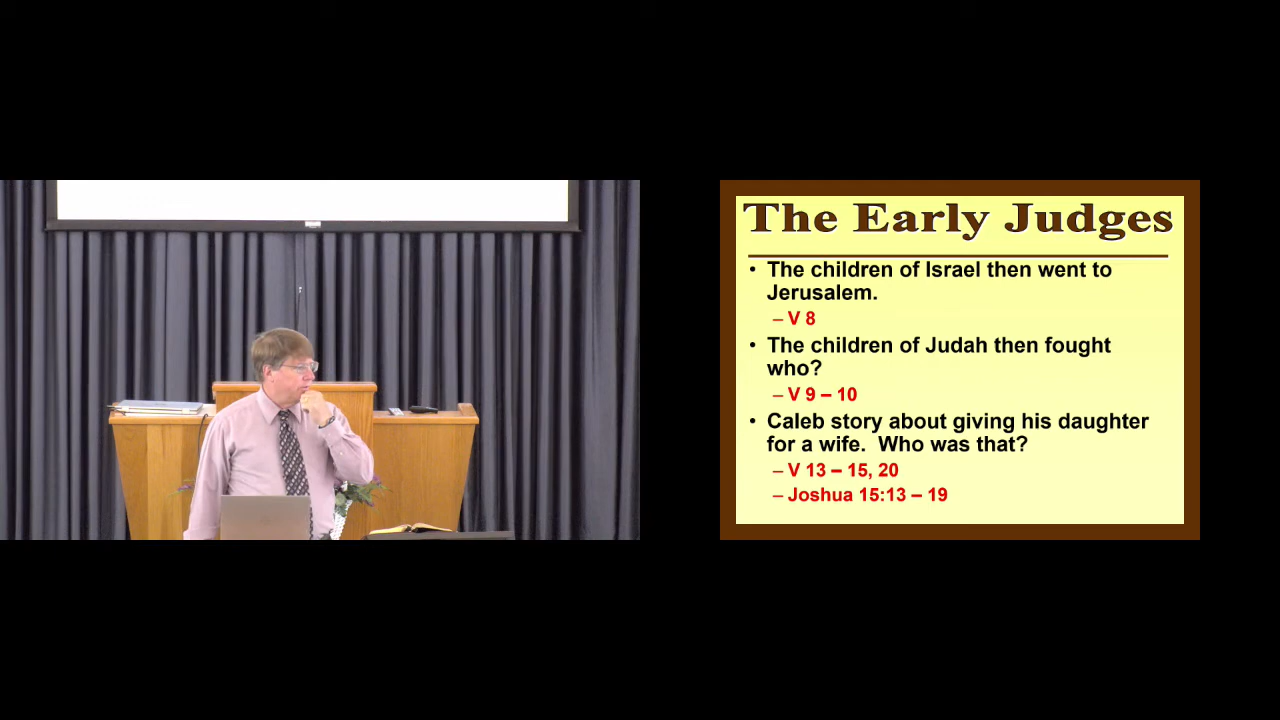 The Early Judges
• The children of Israel then went to
Jerusalem.
– V 8
• The children of Judah then fought
who?
– V 9 – 10
• Caleb story about giving his daughter
for a wife.  Who was that?
– V 13 – 15, 20
– Joshua 15:13 – 19